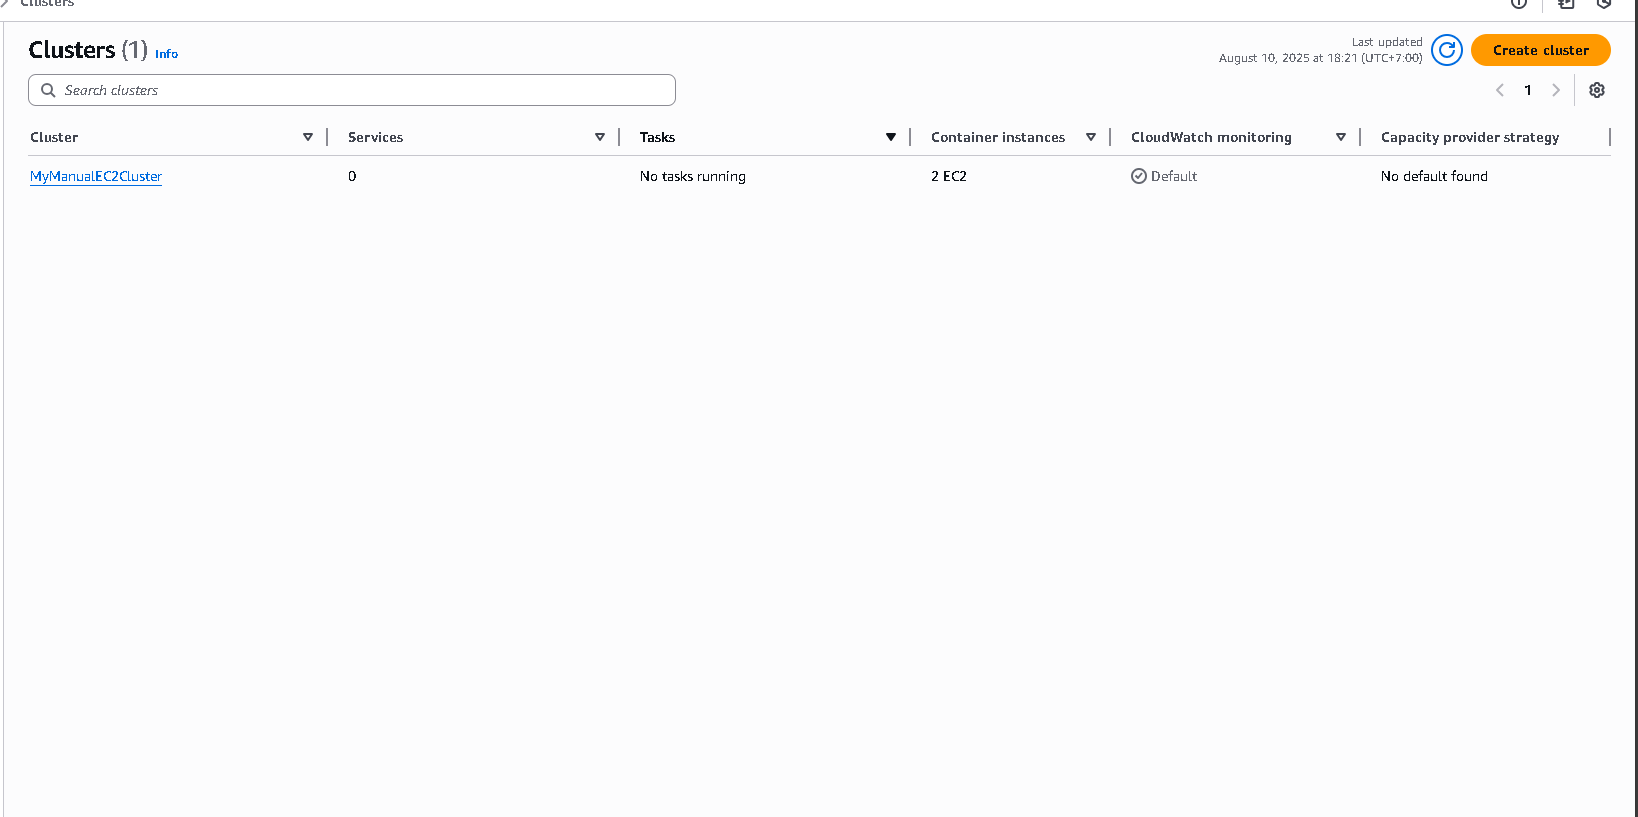 Clusters
Clusters (1) Info
Last updated
August 10, 2025 at 18:21 (UTC+7:00)
Create cluster
Search clusters
1
Cluster Services Tasks Container instances CloudWatch monitoring Capacity provider strategy
MyManualEC2Cluster 0 No tasks running 2 EC2 Default No default found